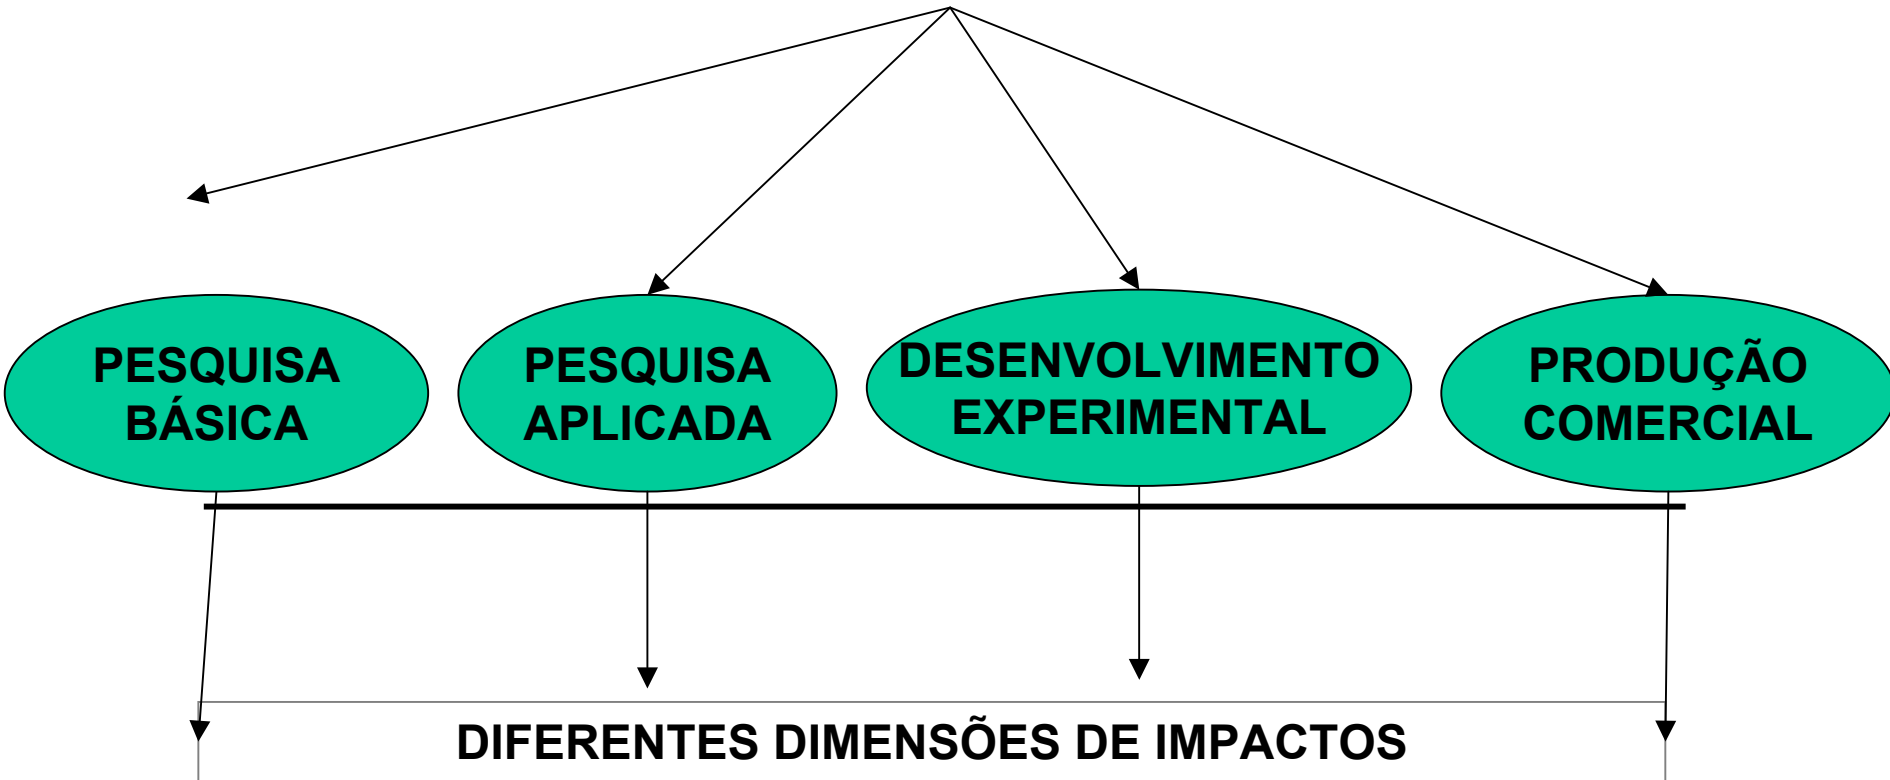 PESQUISA
BÁSICA
PESQUISA
APLICADA
DESENVOLVIMENTO
EXPERIMENTAL
PRODUÇÃO
COMERCIAL
DIFERENTES DIMENSÕES DE IMPACTOS